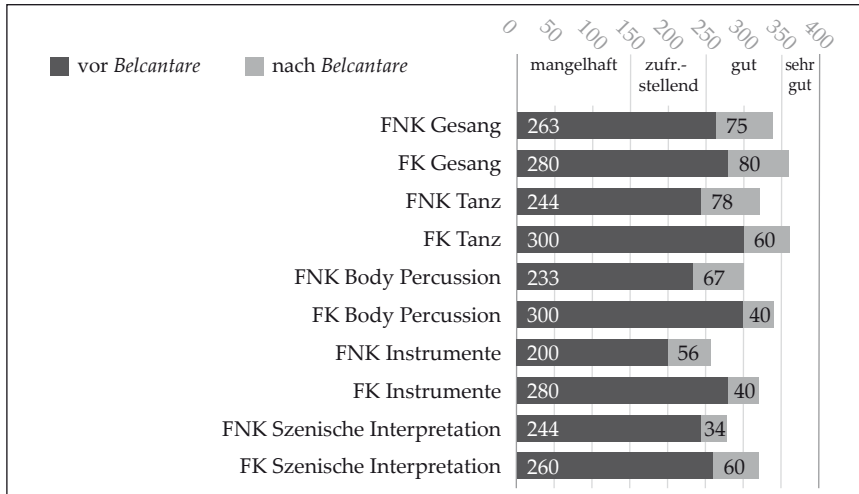 0 50 100 150 200 250 300 350 400
vor Belcantare nach Belcantare
mangelhaft zufr.- gut sehr
stellend gut
FNK Gesang 263 75
FK Gesang 280 80
FNK Tanz 244 78
FK Tanz 300 60
FNK Body Percussion 233 67
FK Body Percussion 300 40
FNK Instrumente 200 56
FK Instrumente 280 40
FNK Szenische Interpretation 244 34
FK Szenische Interpretation 260 60